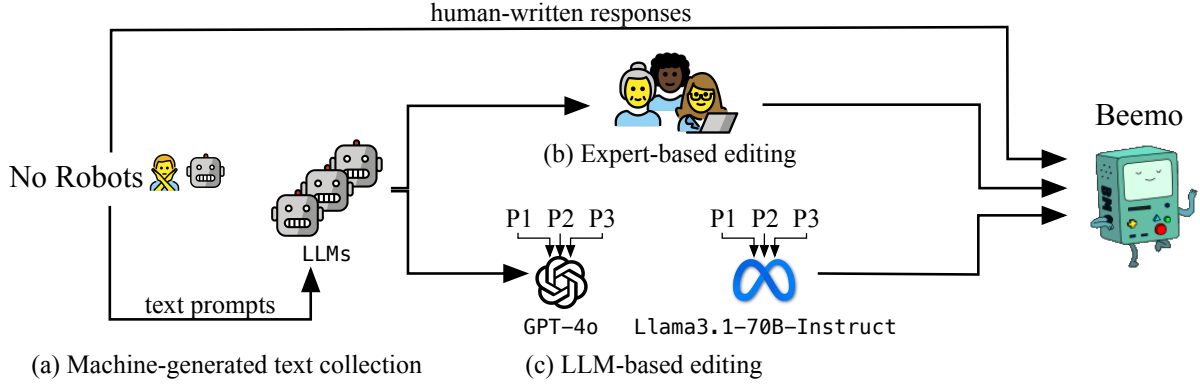 human-written responses
Beemo
(b) Expert-based editing
No Robots
P1 P2 P3
P1 P2 P3
LLMs
text prompts
GPT-4o
Llama3.1-70B-Instruct
(a) Machine-generated text collection
(c) LLM-based editing
BMO